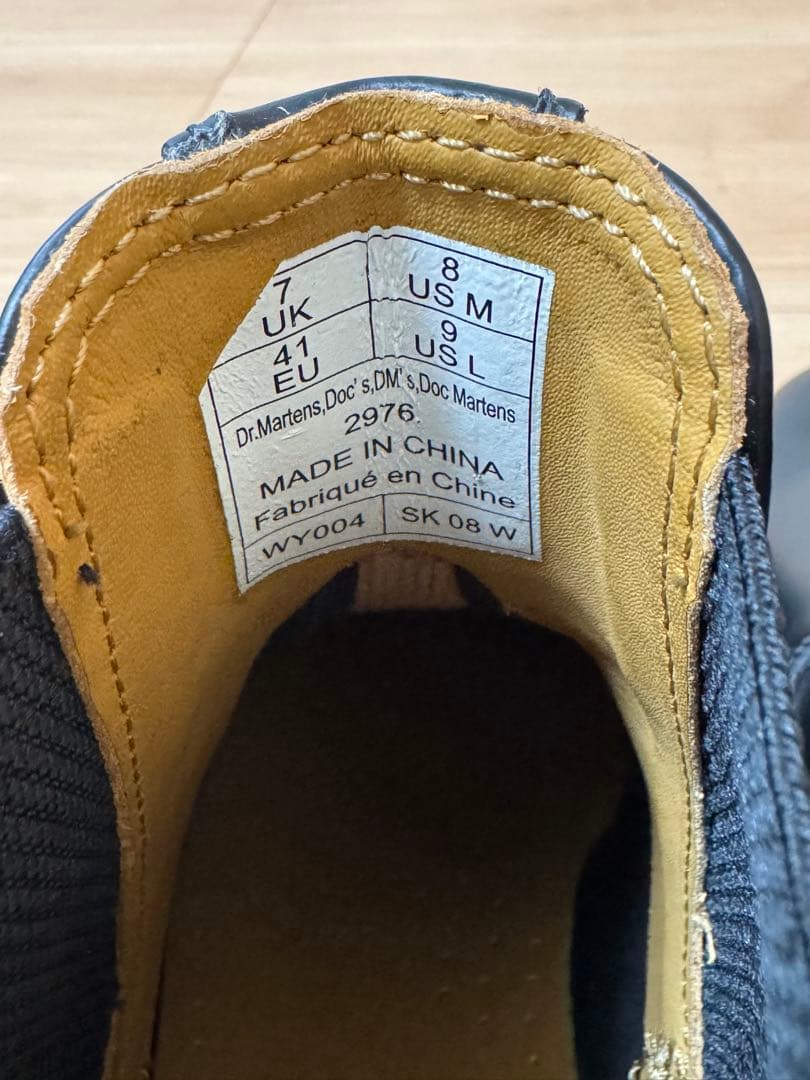 7
UK
8
US M
41
EU
9
US L
Dr.Martens,Doc's,DM's,Doc Martens
2976.
MADE IN CHINA
Fabriqué en Chine
WY004
SK 08 W